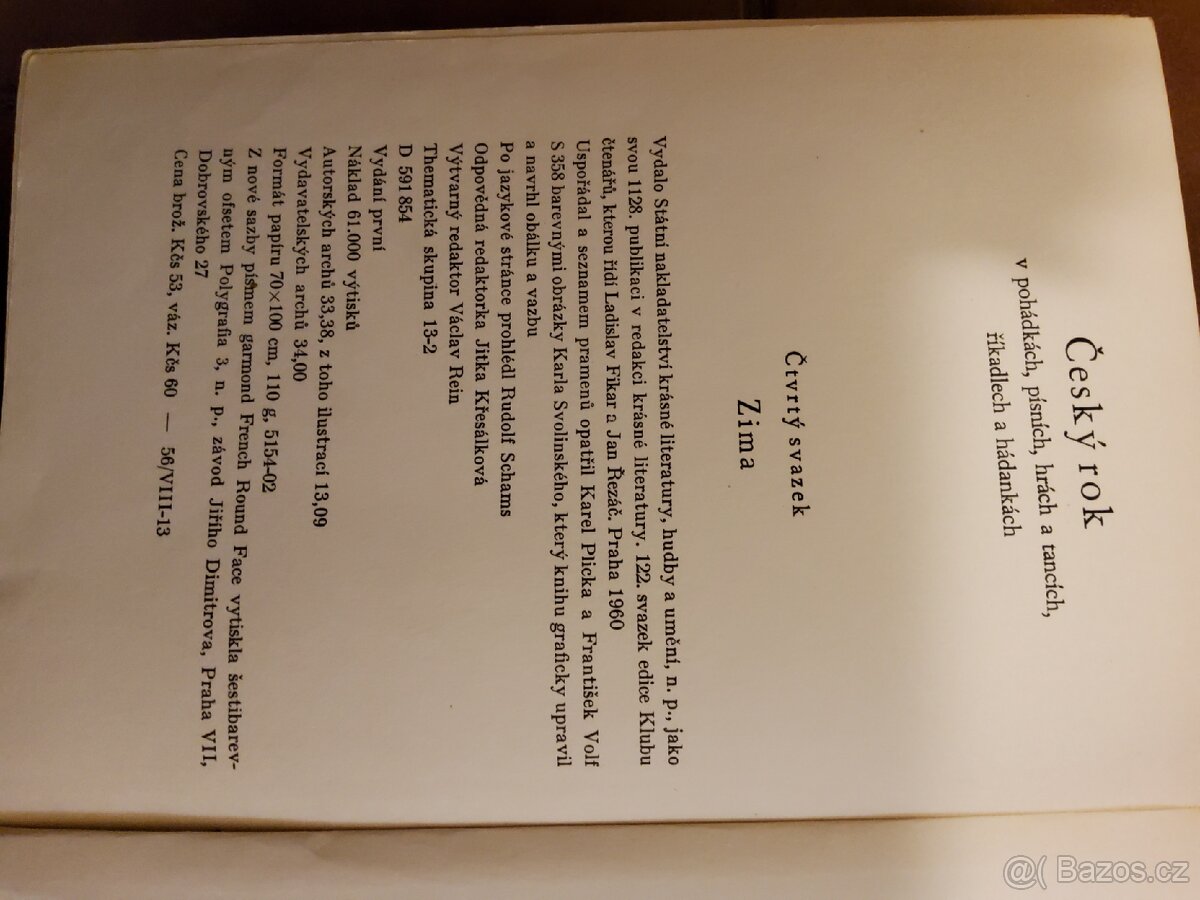 Český rok
v pohádkách, písních, hrách a tancích,
říkadlech a hádankách
Čtvrtý svazek
Zima
Vydalo Státní nakladatelství krásné literatury, hudby a umění, n. p., jako
svou 1128. publikaci v redakci krásné literatury. 122. svazek edice Klubu
čtenářů, kterou řídí Ladislav Fikar a Jan Řezáč. Praha 1960
Uspořádal a seznamem pramenů opatřil Karel Plicka a František Volf
S 358 barevnými obrázky Karla Svolinského, který knihu graficky upravil
a navrhl obálku a vazbu
Po jazykové stránce prohlédl Rudolf Schams
Odpovědná redaktorka Jitka Křesálková
Výtvarný redaktor Václav Rein
Thematická skupina 13-2
D 591854
Vydání první
Náklad 61.000 výtisků
Autorských archů 33,38, z toho ilustrací 13,09
Vydavatelských archů 34,00
Formát papíru 70×100 cm, 110 g, 5154-02
Z nové sazby písmem garmond French Round Face vytiskla šestibarev-
ným ofsetem Polygrafia 3, n. p., závod Jiřího Dimitrova, Praha VII,
Dobrovského 27
Cena brož. Kčs 53, váz. Kčs 60 — 56/VIII-13
@( Bazos.cz